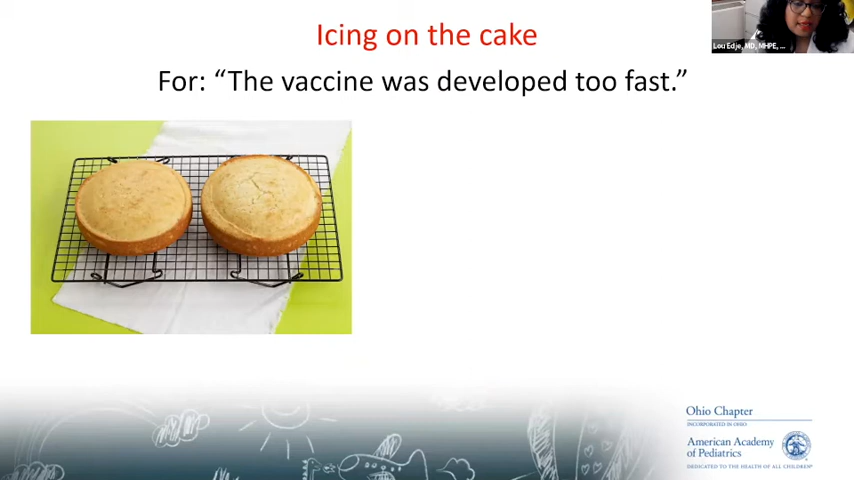 Icing on the cake
Lou Edje, MD, MHPE, ...
For: “The vaccine was developed too fast.”
Ohio Chapter
INCORPORATED IN OHIO
American Academy
of Pediatrics
DEDICATED TO THE HEALTH OF ALL CHILDREN®